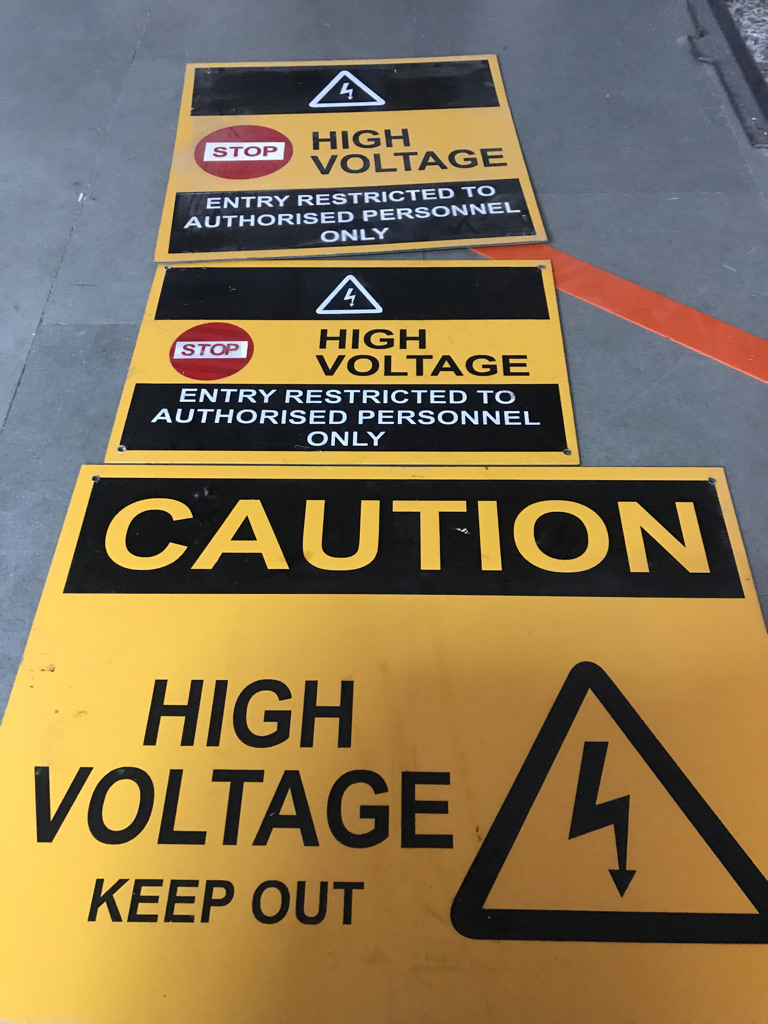 STOP
HIGH
VOLTAGE
ENTRY RESTRICTED TO
AUTHORISED PERSONNEL
ONLY
STOP
HIGH
VOLTAGE
ENTRY RESTRICTED TO
AUTHORISED PERSONNEL
ONLY
CAUTION
HIGH
VOLTAGE
KEEP OUT